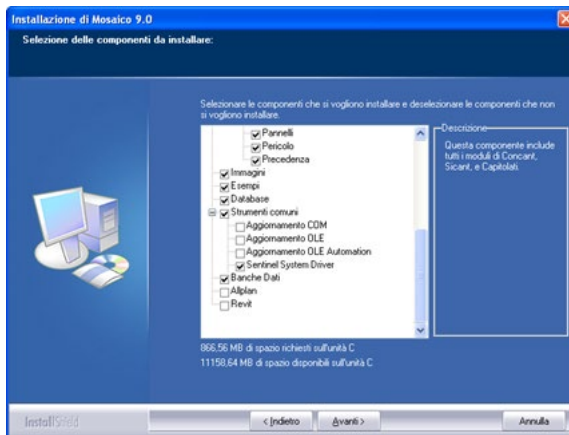 Installazione di Mosaico 9.0
Selezione delle componenti da installare:
Selezionare le componenti che si vogliono installare e deselezionare le componenti che non
si vogliono installare.
Pannelli
Pericolo
Precedenza
Immagini
Esempi
Database
Strumenti comuni
Aggiornamento COM
Aggiornamento OLE
Aggiornamento OLE Automation
Sentinel System Driver
Banche Dati
Allplan
Revit
Descrizione
Questa componente include
tutti i moduli di Concant,
Sicant, e Capitolati.
866,56 MB di spazio richiesti sull'unità C
11158,64 MB di spazio disponibili sull'unità C
InstallShield
< Indietro
Avanti >
Annulla